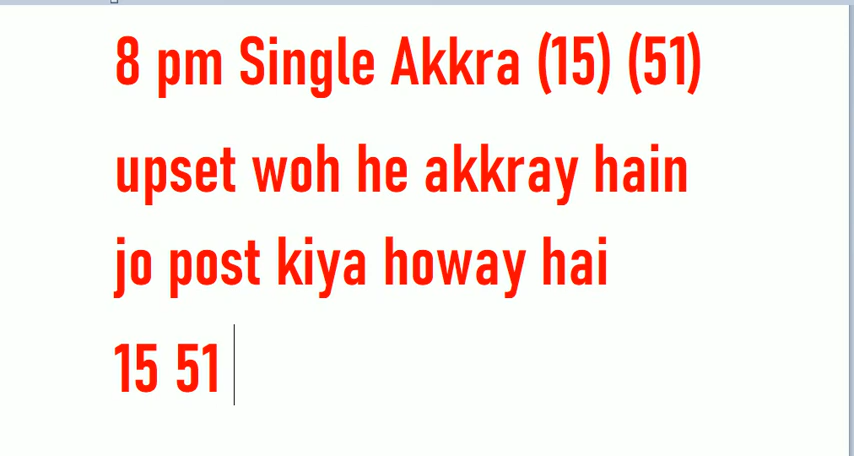 8 pm Single Akkra (15) (51)
upset woh he akkray hain
jo post kiya howay hai
15 51